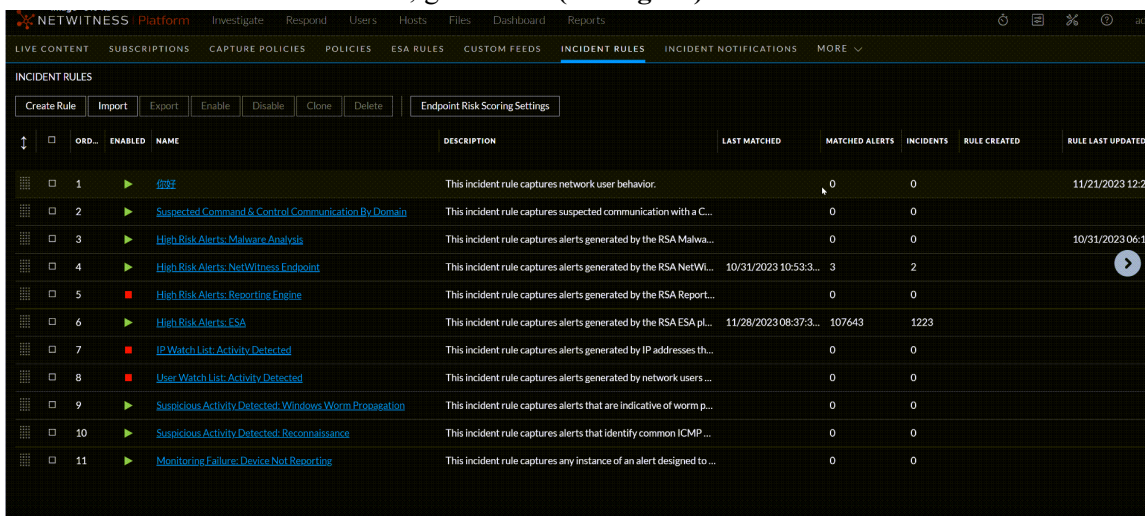 NETWITNESS Platform Investigate Respond Users Hosts Files Dashboard Reports
LIVE CONTENT SUBSCRIPTIONS CAPTURE POLICIES POLICIES ESA RULES CUSTOM FEEDS INCIDENT RULES INCIDENT NOTIFICATIONS MORE
INCIDENT RULES
Create Rule Import Export Enable Disable Clone Delete Endpoint Risk Scoring Settings
ORD... ENABLED NAME DESCRIPTION LAST MATCHED MATCHED ALERTS INCIDENTS RULE CREATED RULE LAST UPDATED
1 你好 This incident rule captures network user behavior. 0 0 11/21/2023 12:2
2 Suspected Command & Control Communication By Domain This incident rule captures suspected communication with a C... 0 0
3 High Risk Alerts: Malware Analysis This incident rule captures alerts generated by the RSA Malwa... 0 0 10/31/2023 06:1
4 High Risk Alerts: NetWitness Endpoint This incident rule captures alerts generated by the RSA NetWi... 10/31/2023 10:53:3... 3 2
5 High Risk Alerts: Reporting Engine This incident rule captures alerts generated by the RSA Report... 0 0
6 High Risk Alerts: ESA This incident rule captures alerts generated by the RSA ESA pl... 11/28/2023 08:37:3... 107643 1223
7 IP Watch List: Activity Detected This incident rule captures alerts generated by IP addresses th... 0 0
8 User Watch List: Activity Detected This incident rule captures alerts generated by network users ... 0 0
9 Suspicious Activity Detected: Windows Worm Propagation This incident rule captures alerts that are indicative of worm p... 0 0
10 Suspicious Activity Detected: Reconnaissance This incident rule captures alerts that identify common ICMP ... 0 0
11 Monitoring Failure: Device Not Reporting This incident rule captures any instance of an alert designed to ... 0 0